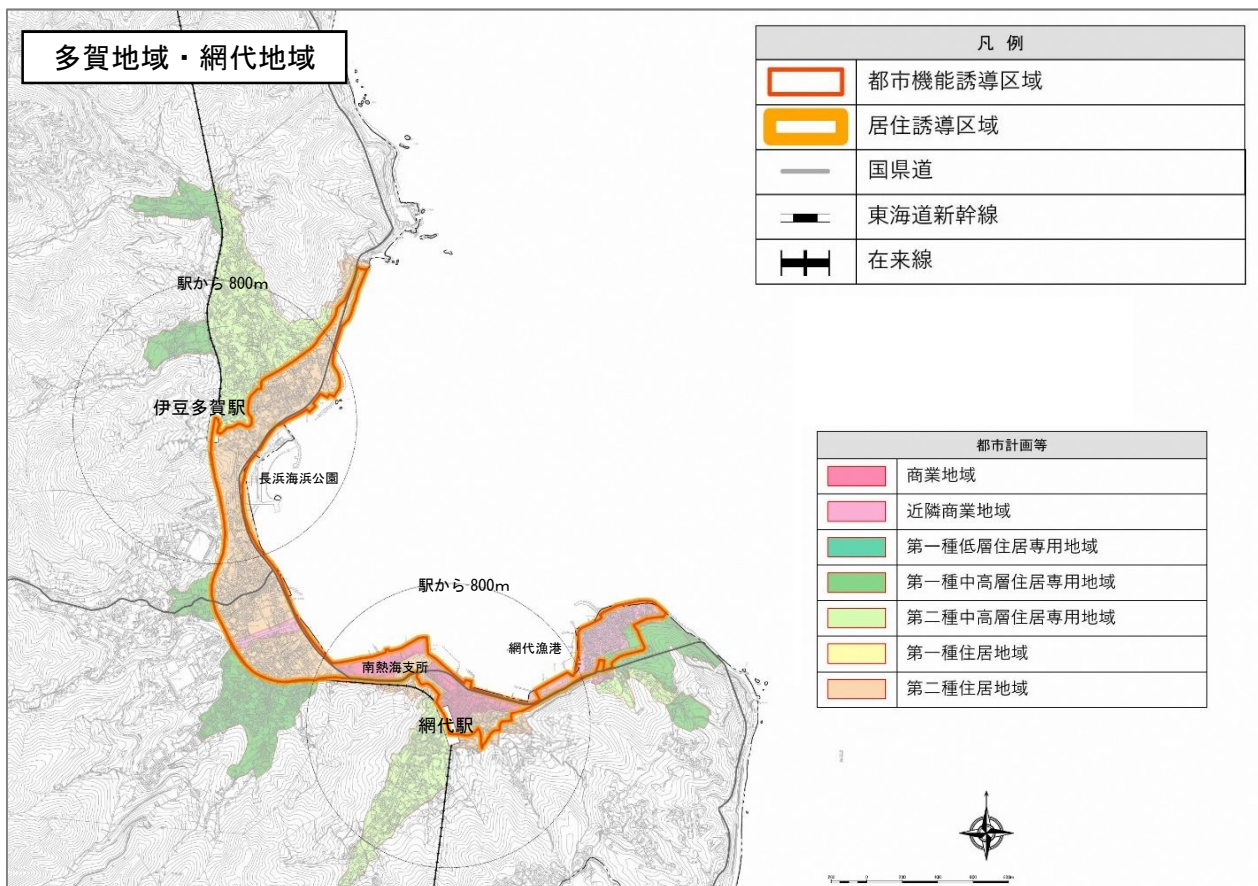 多賀地域・網代地域
凡 例
都市機能誘導区域
居住誘導区域
国県道
東海道新幹線
在来線
駅から 800m
伊豆多賀駅
長浜海浜公園
駅から 800m
網代漁港
南熱海支所
網代駅
都市計画等
商業地域
近隣商業地域
第一種低層住居専用地域
第一種中高層住居専用地域
第二種中高層住居専用地域
第一種住居地域
第二種住居地域